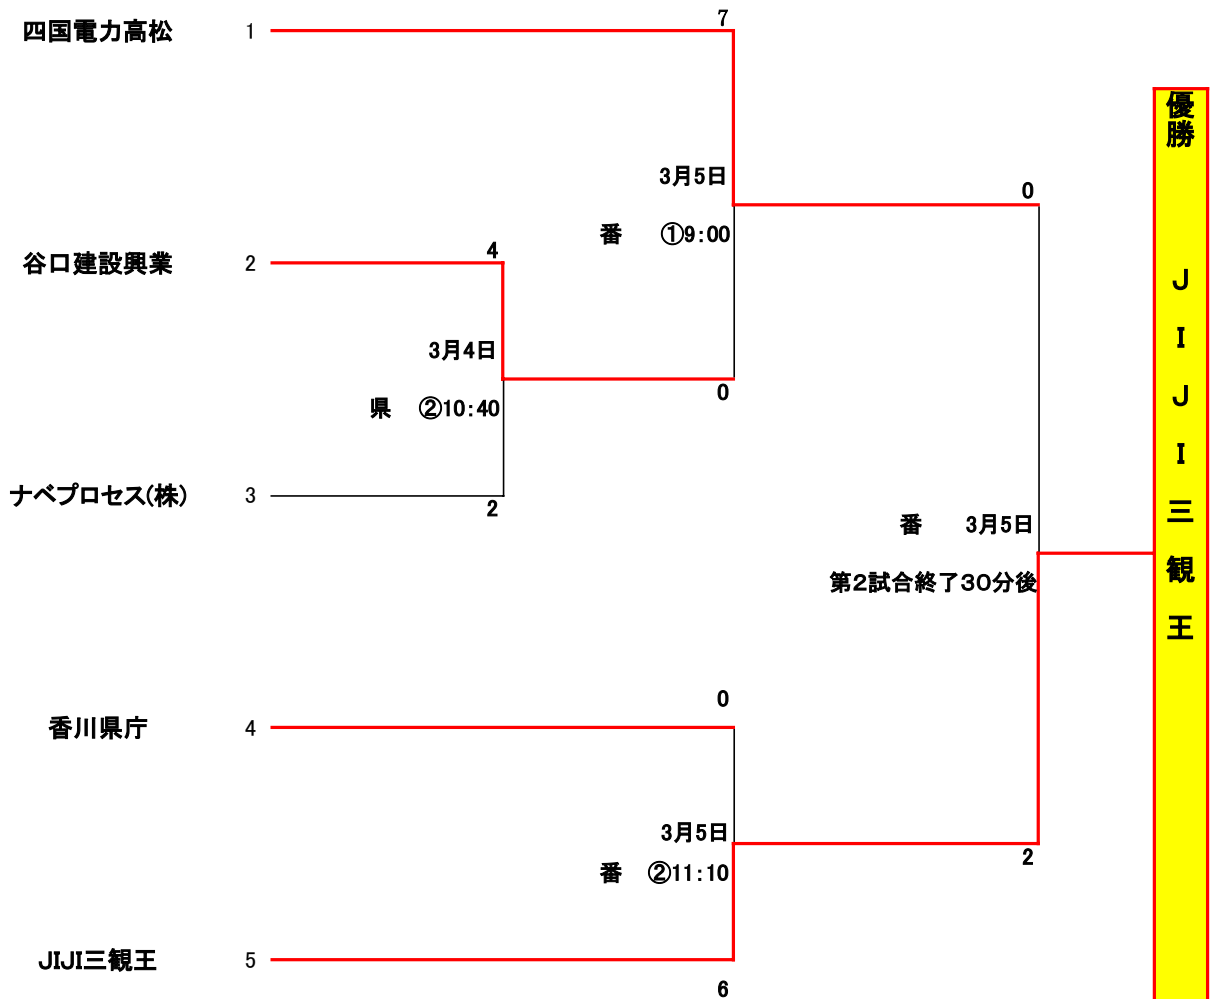 四国電力高松 1 7
優勝 JIJI三観王
3月5日 0
番 ①9:00
谷口建設興業 2 4
3月4日
0
県 ②10:40
ナベプロセス(株) 3 2
番 3月5日
第2試合終了30分後
0
香川県庁 4
3月5日
2
番 ②11:10
JIJI三観王 5
6